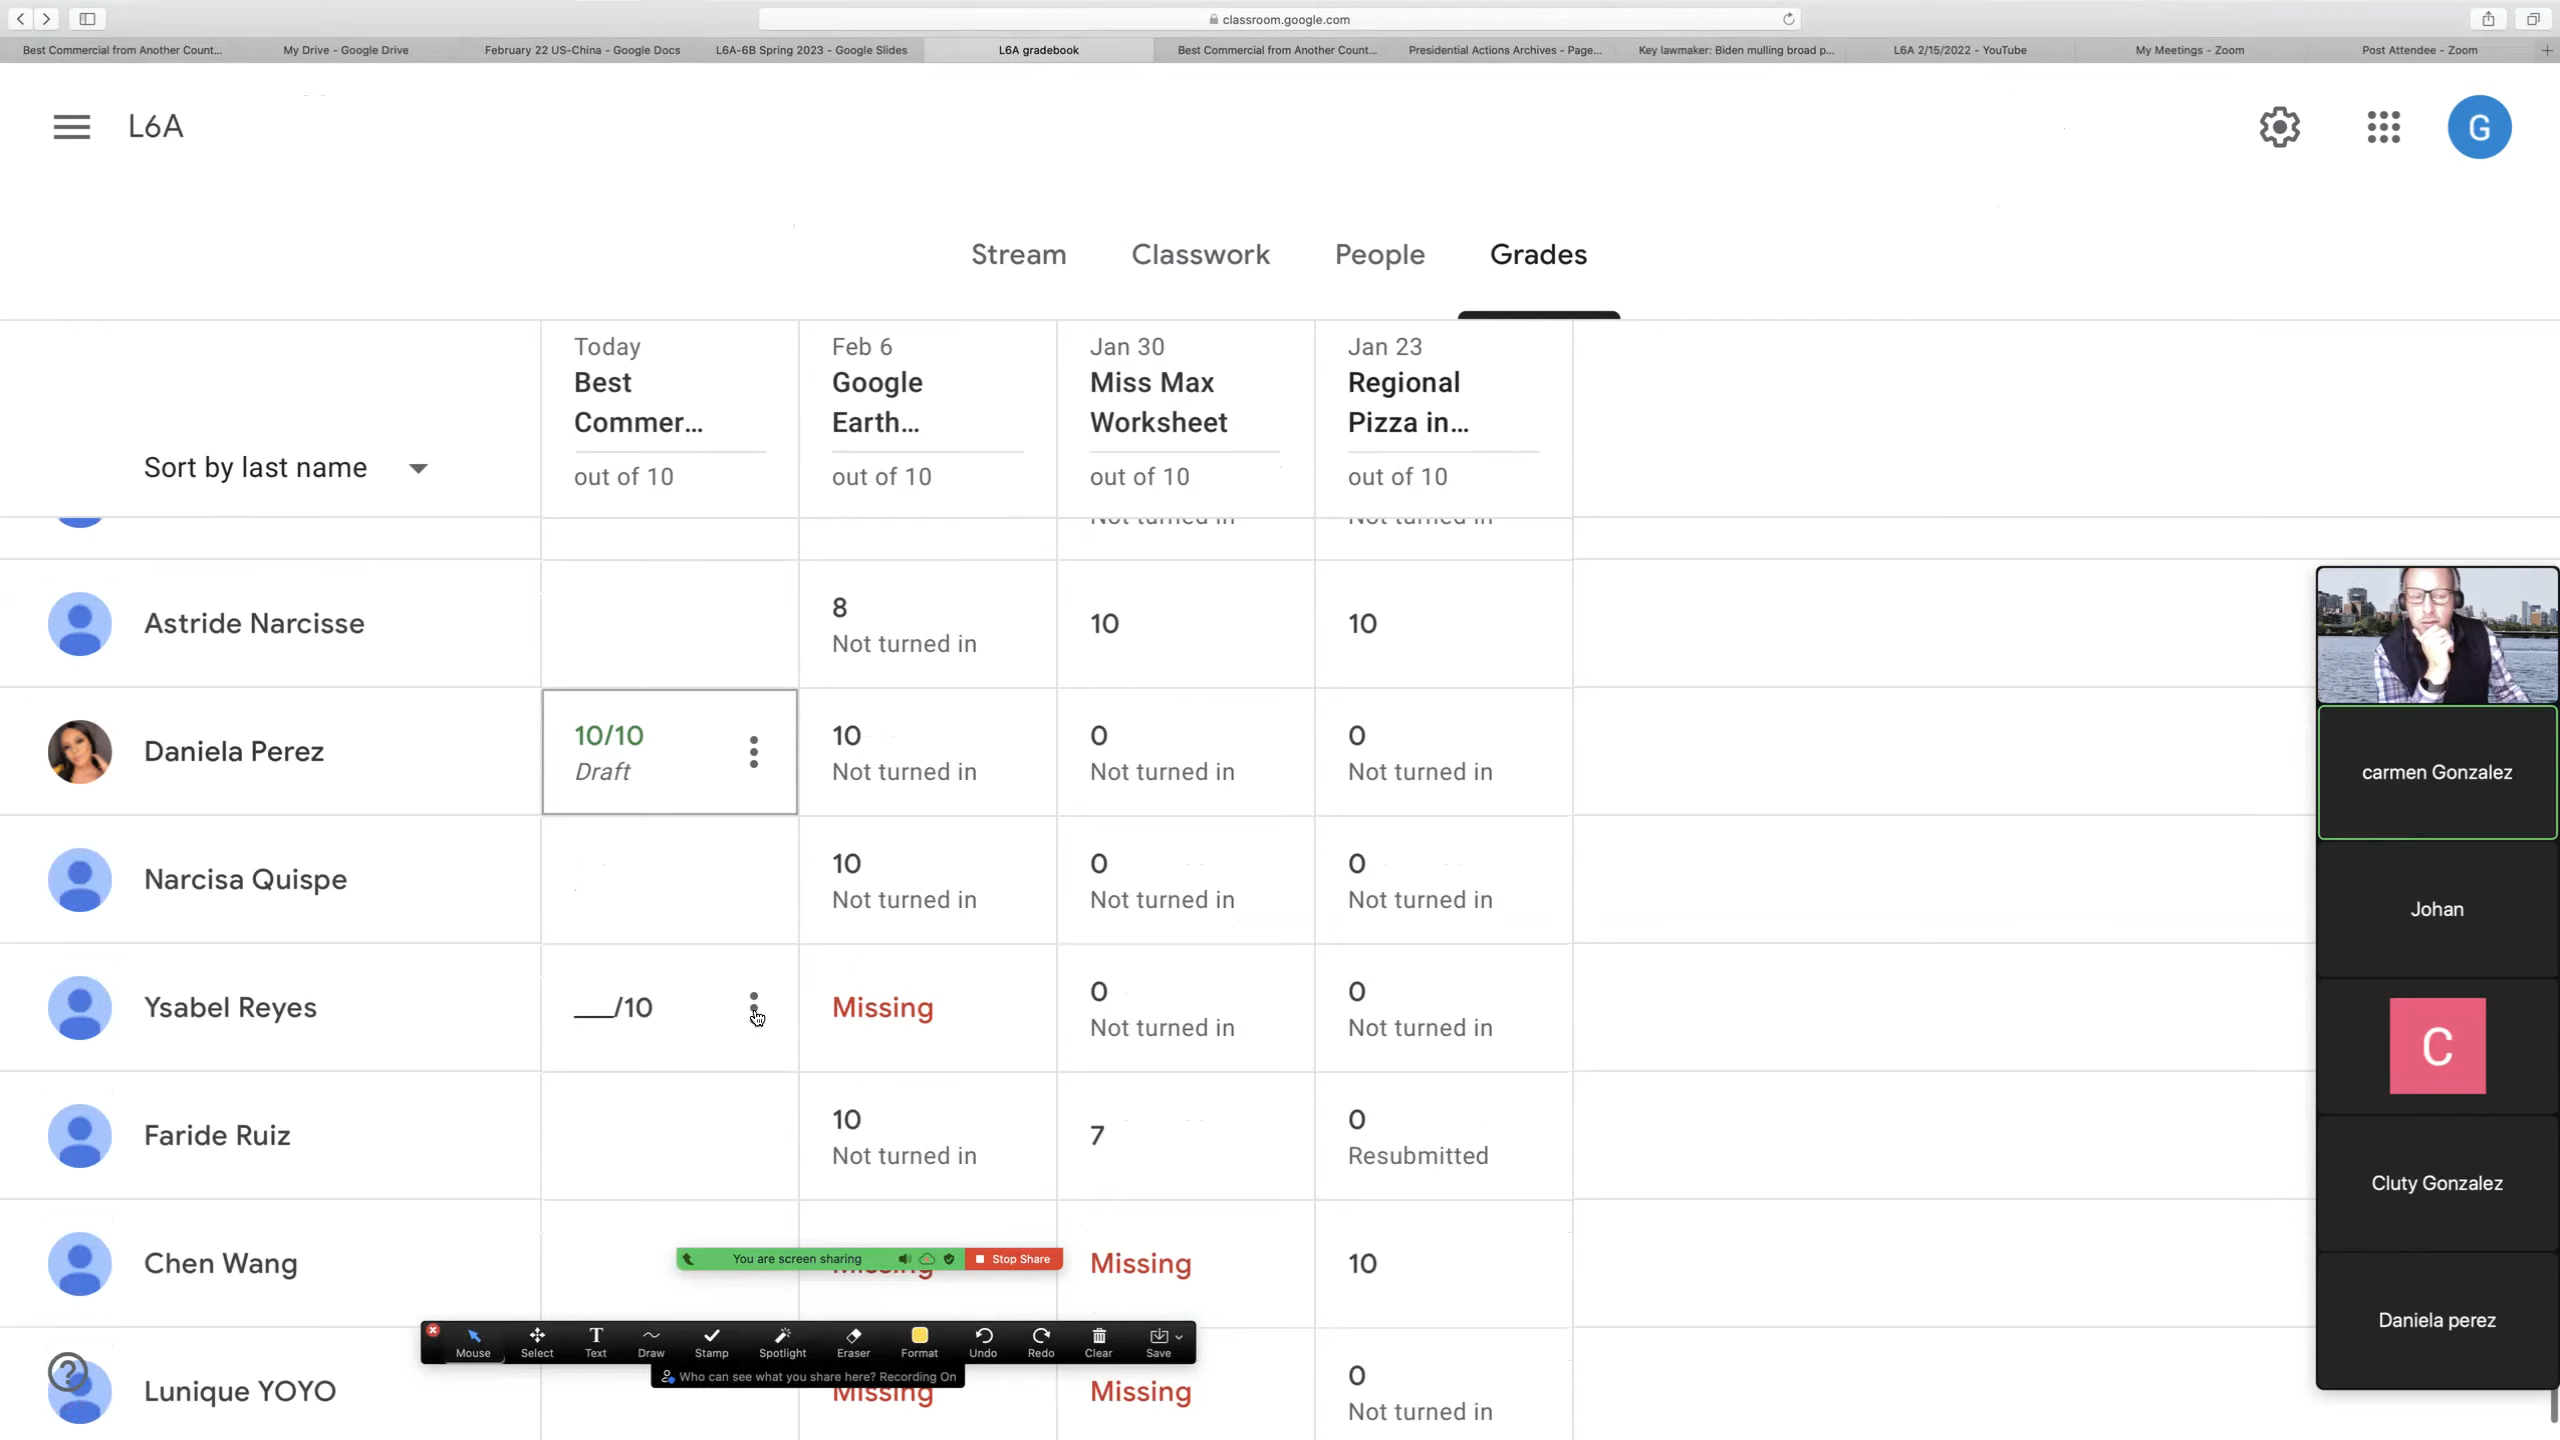 classroom.google.com
Best Commercial from Another Count...
My Drive - Google Drive
February 22 US-China - Google Docs
L6A-6B Spring 2023 - Google Slides
L6A gradebook
Best Commercial from Another Count...
Presidential Actions Archives - Page...
Key lawmaker: Biden mulling broad p...
L6A 2/15/2022 - YouTube
My Meetings - Zoom
Post Attendee - Zoom
L6A
G
Stream
Classwork
People
Grades
Sort by last name
Today
Best
Commer...
out of 10
Feb 6
Google
Earth...
out of 10
Jan 30
Miss Max
Worksheet
out of 10
Jan 23
Regional
Pizza in...
out of 10
Not turned in
Not turned in
Astride Narcisse
8
Not turned in
10
10
Daniela Perez
10/10
Draft
10
Not turned in
0
Not turned in
0
Not turned in
Narcisa Quispe
10
Not turned in
0
Not turned in
0
Not turned in
Ysabel Reyes
___/10
Missing
0
Not turned in
0
Not turned in
Faride Ruiz
10
Not turned in
7
0
Resubmitted
Chen Wang
Missing
Missing
10
Lunique YOYO
Missing
Missing
0
Not turned in
You are screen sharing
Stop Share
Mouse
Select
Text
Draw
Stamp
Spotlight
Eraser
Format
Undo
Redo
Clear
Save
Who can see what you share here? Recording On
carmen Gonzalez
Johan
C
Cluty Gonzalez
Daniela perez